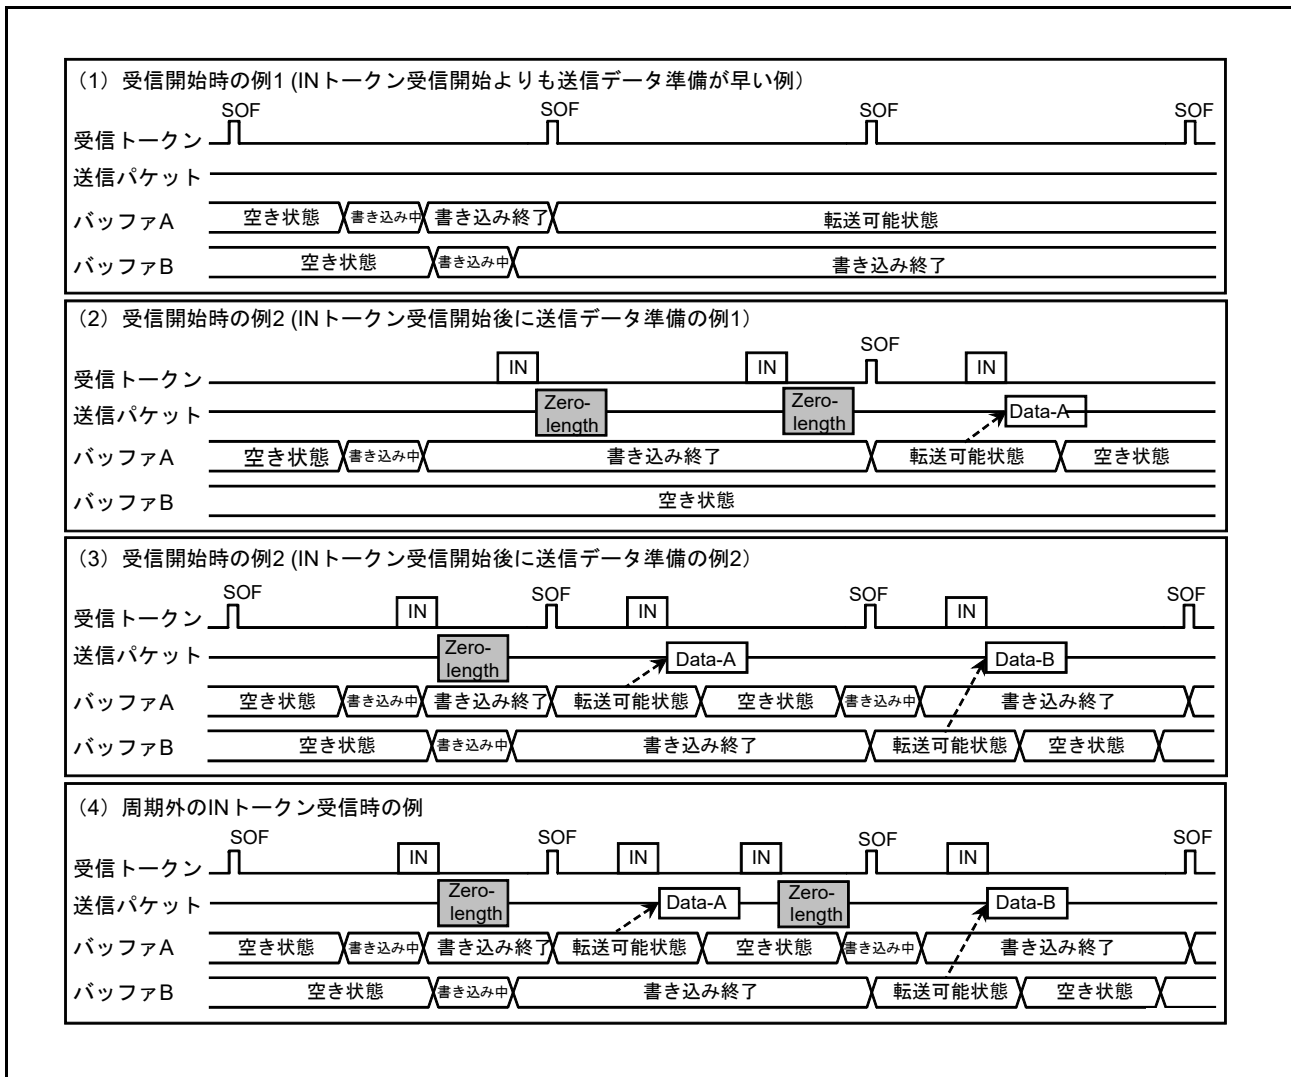 (1) 受信開始時の例1 (INトークン受信開始よりも送信データ準備が早い例)
SOF SOF SOF SOF
受信トークン
送信パケット
バッファA 空き状態 書き込み中 書き込み終了 転送可能状態
バッファB 空き状態 書き込み中 書き込み終了
(2) 受信開始時の例2 (INトークン受信開始後に送信データ準備の例1)
SOF
受信トークン IN IN IN
送信パケット Zero-length Zero-length Data-A
バッファA 空き状態 書き込み中 書き込み終了 転送可能状態 空き状態
バッファB 空き状態
(3) 受信開始時の例2 (INトークン受信開始後に送信データ準備の例2)
SOF SOF SOF SOF
受信トークン IN IN IN
送信パケット Zero-length Data-A Data-B
バッファA 空き状態 書き込み中 書き込み終了 転送可能状態 空き状態 書き込み中 書き込み終了
バッファB 空き状態 書き込み中 書き込み終了 転送可能状態 空き状態
(4) 周期外のINトークン受信時の例
SOF SOF SOF SOF
受信トークン IN IN IN IN
送信パケット Zero-length Data-A Zero-length Data-B
バッファA 空き状態 書き込み中 書き込み終了 転送可能状態 空き状態 書き込み中 書き込み終了
バッファB 空き状態 書き込み中 書き込み終了 転送可能状態 空き状態